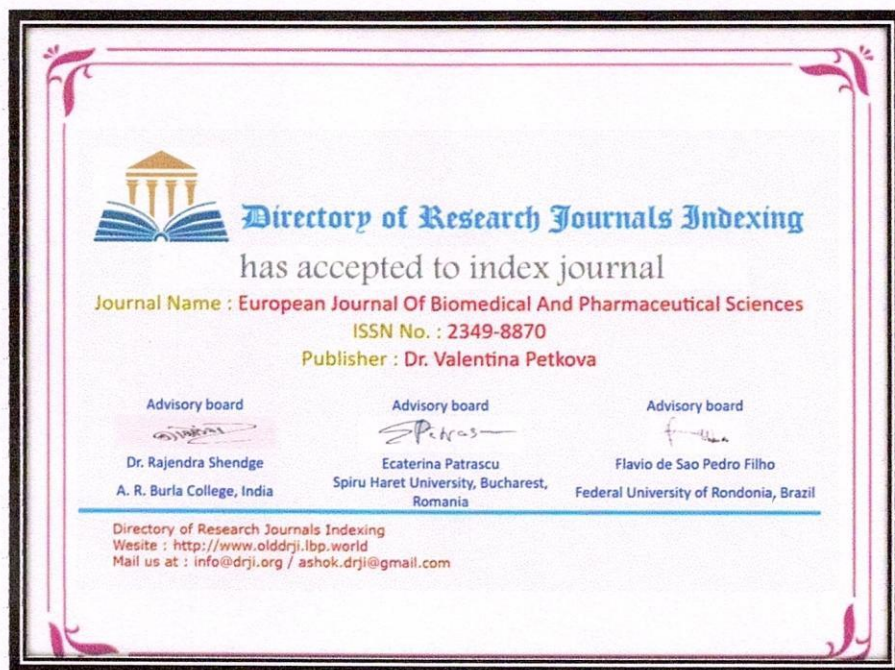 Directory of Research Journals Indexing
has accepted to index journal
Journal Name : European Journal Of Biomedical And Pharmaceutical Sciences
ISSN No. : 2349-8870
Publisher : Dr. Valentina Petkova
Advisory board
Dr. Rajendra Shendge
A. R. Burla College, India
Advisory board
Ecaterina Patrascu
Spiru Haret University, Bucharest,
Romania
Advisory board
Flavio de Sao Pedro Filho
Federal University of Rondonia, Brazil
Directory of Research Journals Indexing
Wesite : http://www.olddrji.lbp.world
Mail us at : info@drji.org / ashok.drji@gmail.com